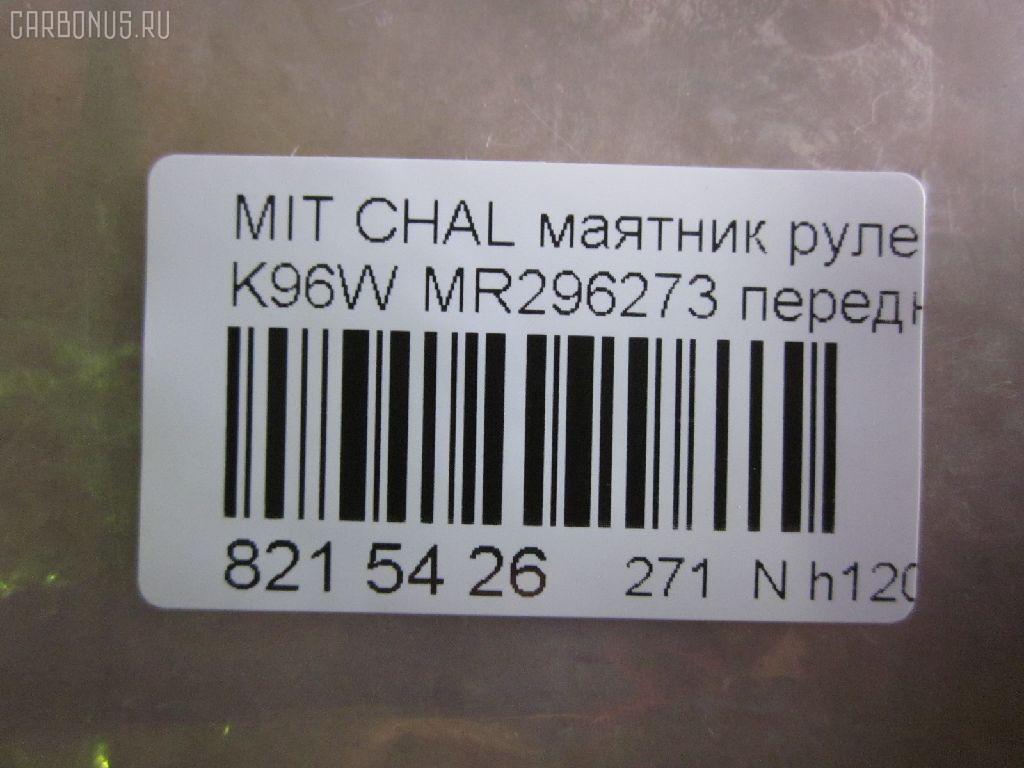 CARBONUS.RU
MIT CHAL маятник руле
K96W MR296273 передн
821 54 26 271 N h120